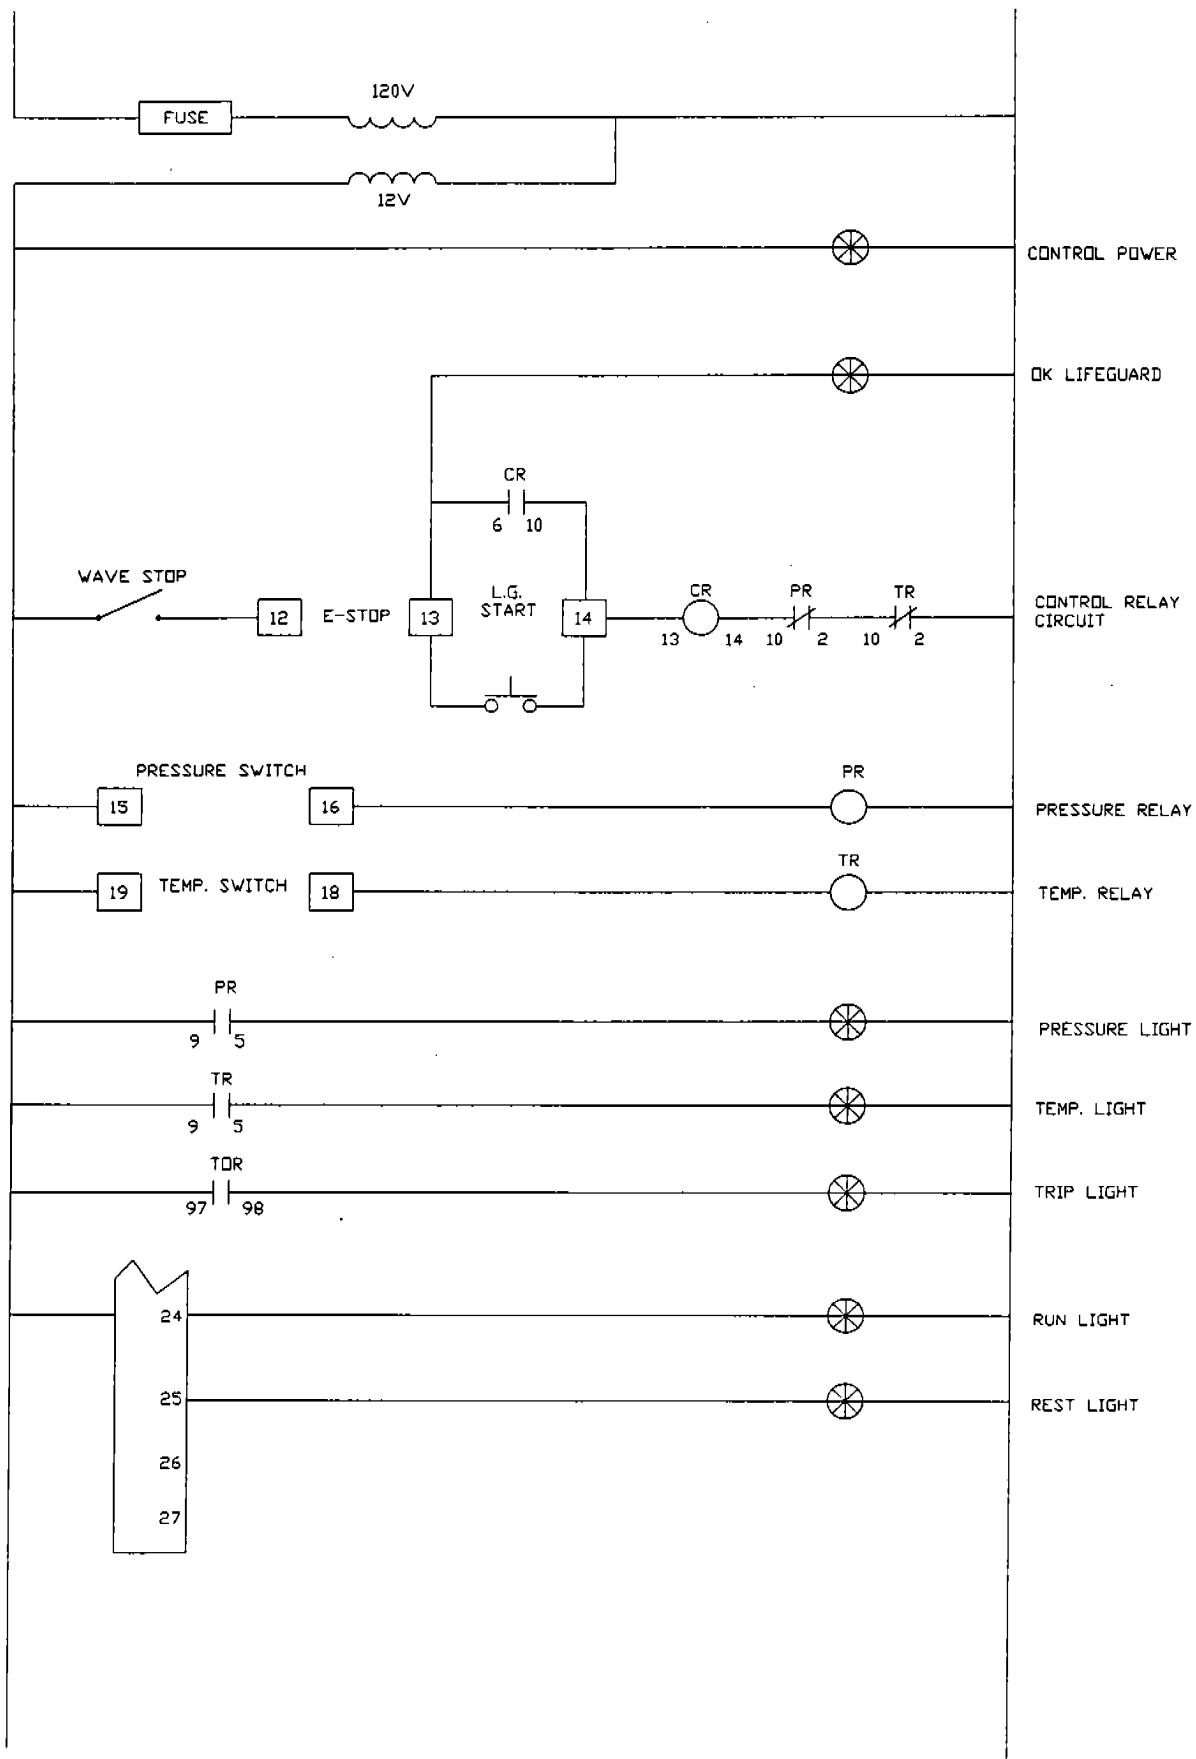 120V
FUSE
12V
CONTROL POWER
OK LIFEGUARD
CR
6 10
WAVE STOP
12
E-STOP
13
L.G.
START
14
CR
13 14
PR
10 2
TR
10 2
CONTROL RELAY
CIRCUIT
PRESSURE SWITCH
15 16
PR
PRESSURE RELAY
19
TEMP. SWITCH
18
TR
TEMP. RELAY
PR
9 5
PRESSURE LIGHT
TR
9 5
TEMP. LIGHT
TOR
97 98
TRIP LIGHT
24
RUN LIGHT
25
REST LIGHT
26
27